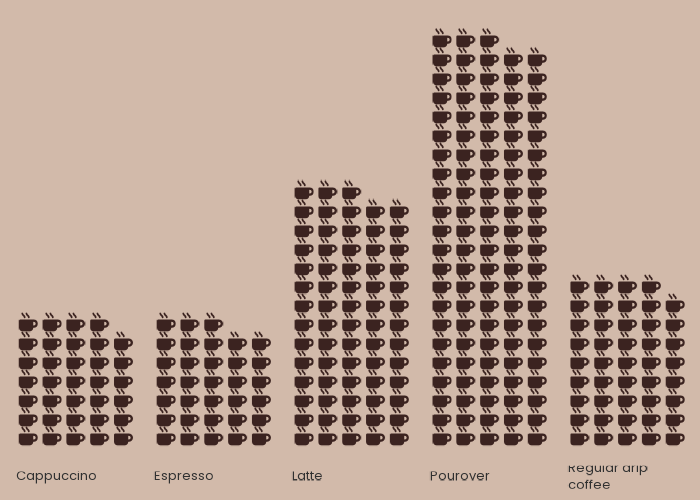 Cappuccino
Espresso
Latte
Pourover
Regular drip
coffee